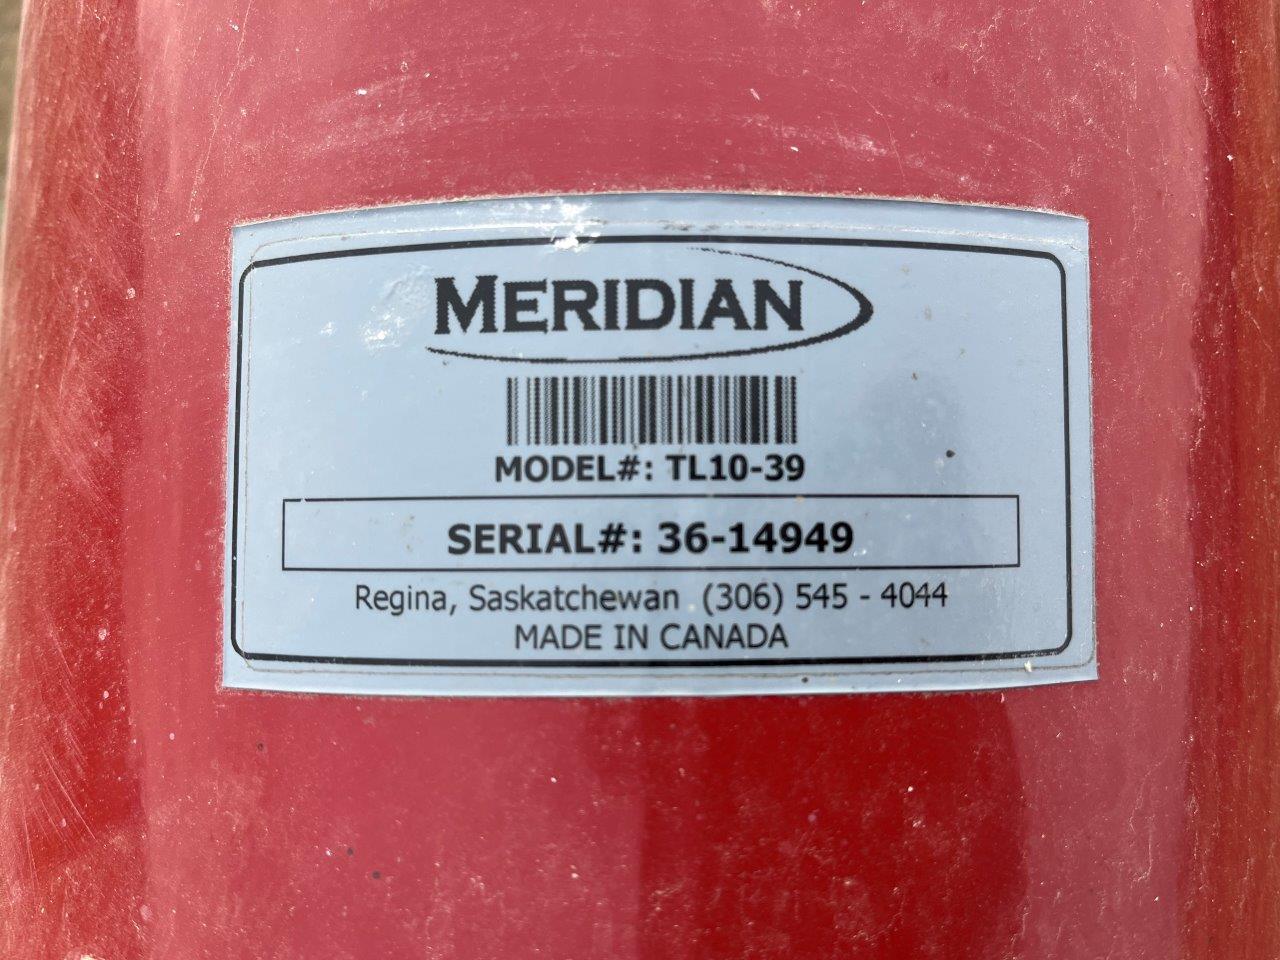 MERIDIAN
MODEL#: TL10-39
SERIAL#: 36-14949
Regina, Saskatchewan (306) 545 - 4044
MADE IN CANADA